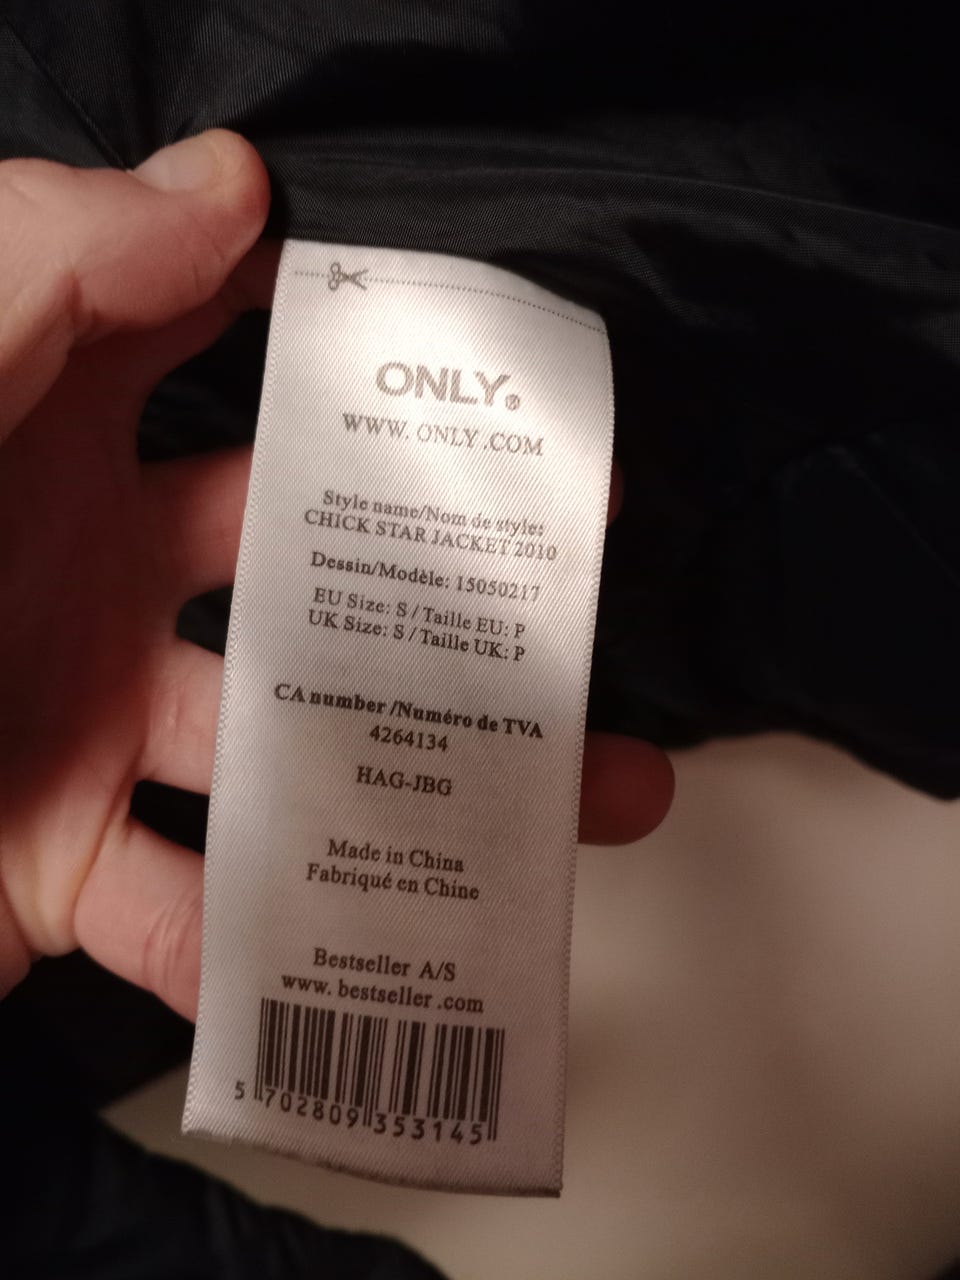 ONLY®
WWW. ONLY .COM
Style name/Nom de style:
CHICK STAR JACKET 2010
Dessin/Modèle: 15050217
EU Size: S / Taille EU: P
UK Size: S / Taille UK: P
CA number /Numéro de TVA
4264134
HAG-JBG
Made in China
Fabriqué en Chine
Bestseller A/S
www. bestseller .com
5 702809 353145